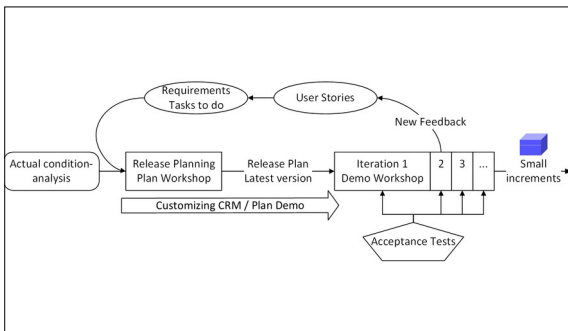 Requirements
Tasks to do
User Stories
New Feedback
Actual condition-
analysis
Release Planning
Plan Workshop
Release Plan
Latest version
Iteration 1
Demo Workshop
2
3
...
Small
increments
Customizing CRM / Plan Demo
Acceptance Tests